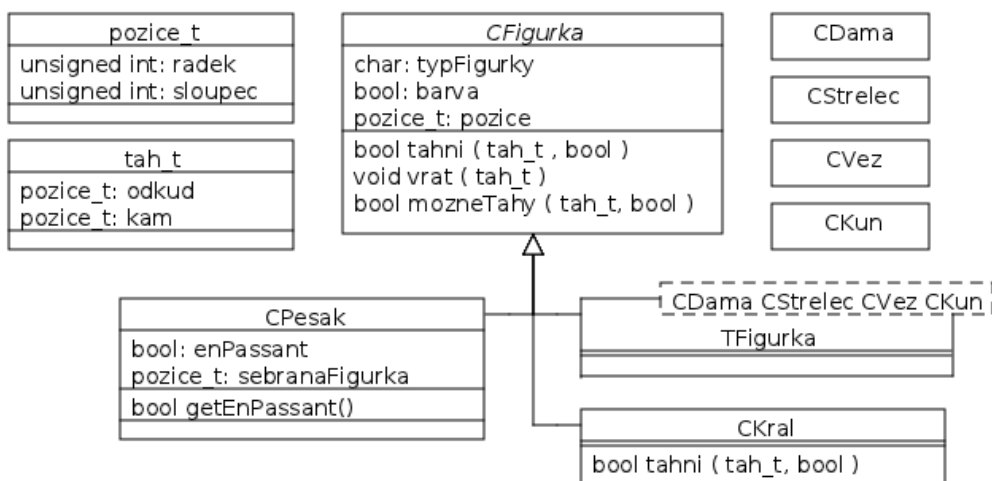 pozice_t
unsigned int: radek
unsigned int: sloupec
tah_t
pozice_t: odkud
pozice_t: kam
CFigurka
char: typFigurky
bool: barva
pozice_t: pozice
bool tahni ( tah_t , bool )
void vrat ( tah_t )
bool mozneTahy ( tah_t, bool )
CDama
CStrelec
CVez
CKun
CPesak
bool: enPassant
pozice_t: sebranaFigurka
bool getEnPassant()
CDama CStrelec CVez CKun
TFigurka
CKral
bool tahni ( tah_t, bool )